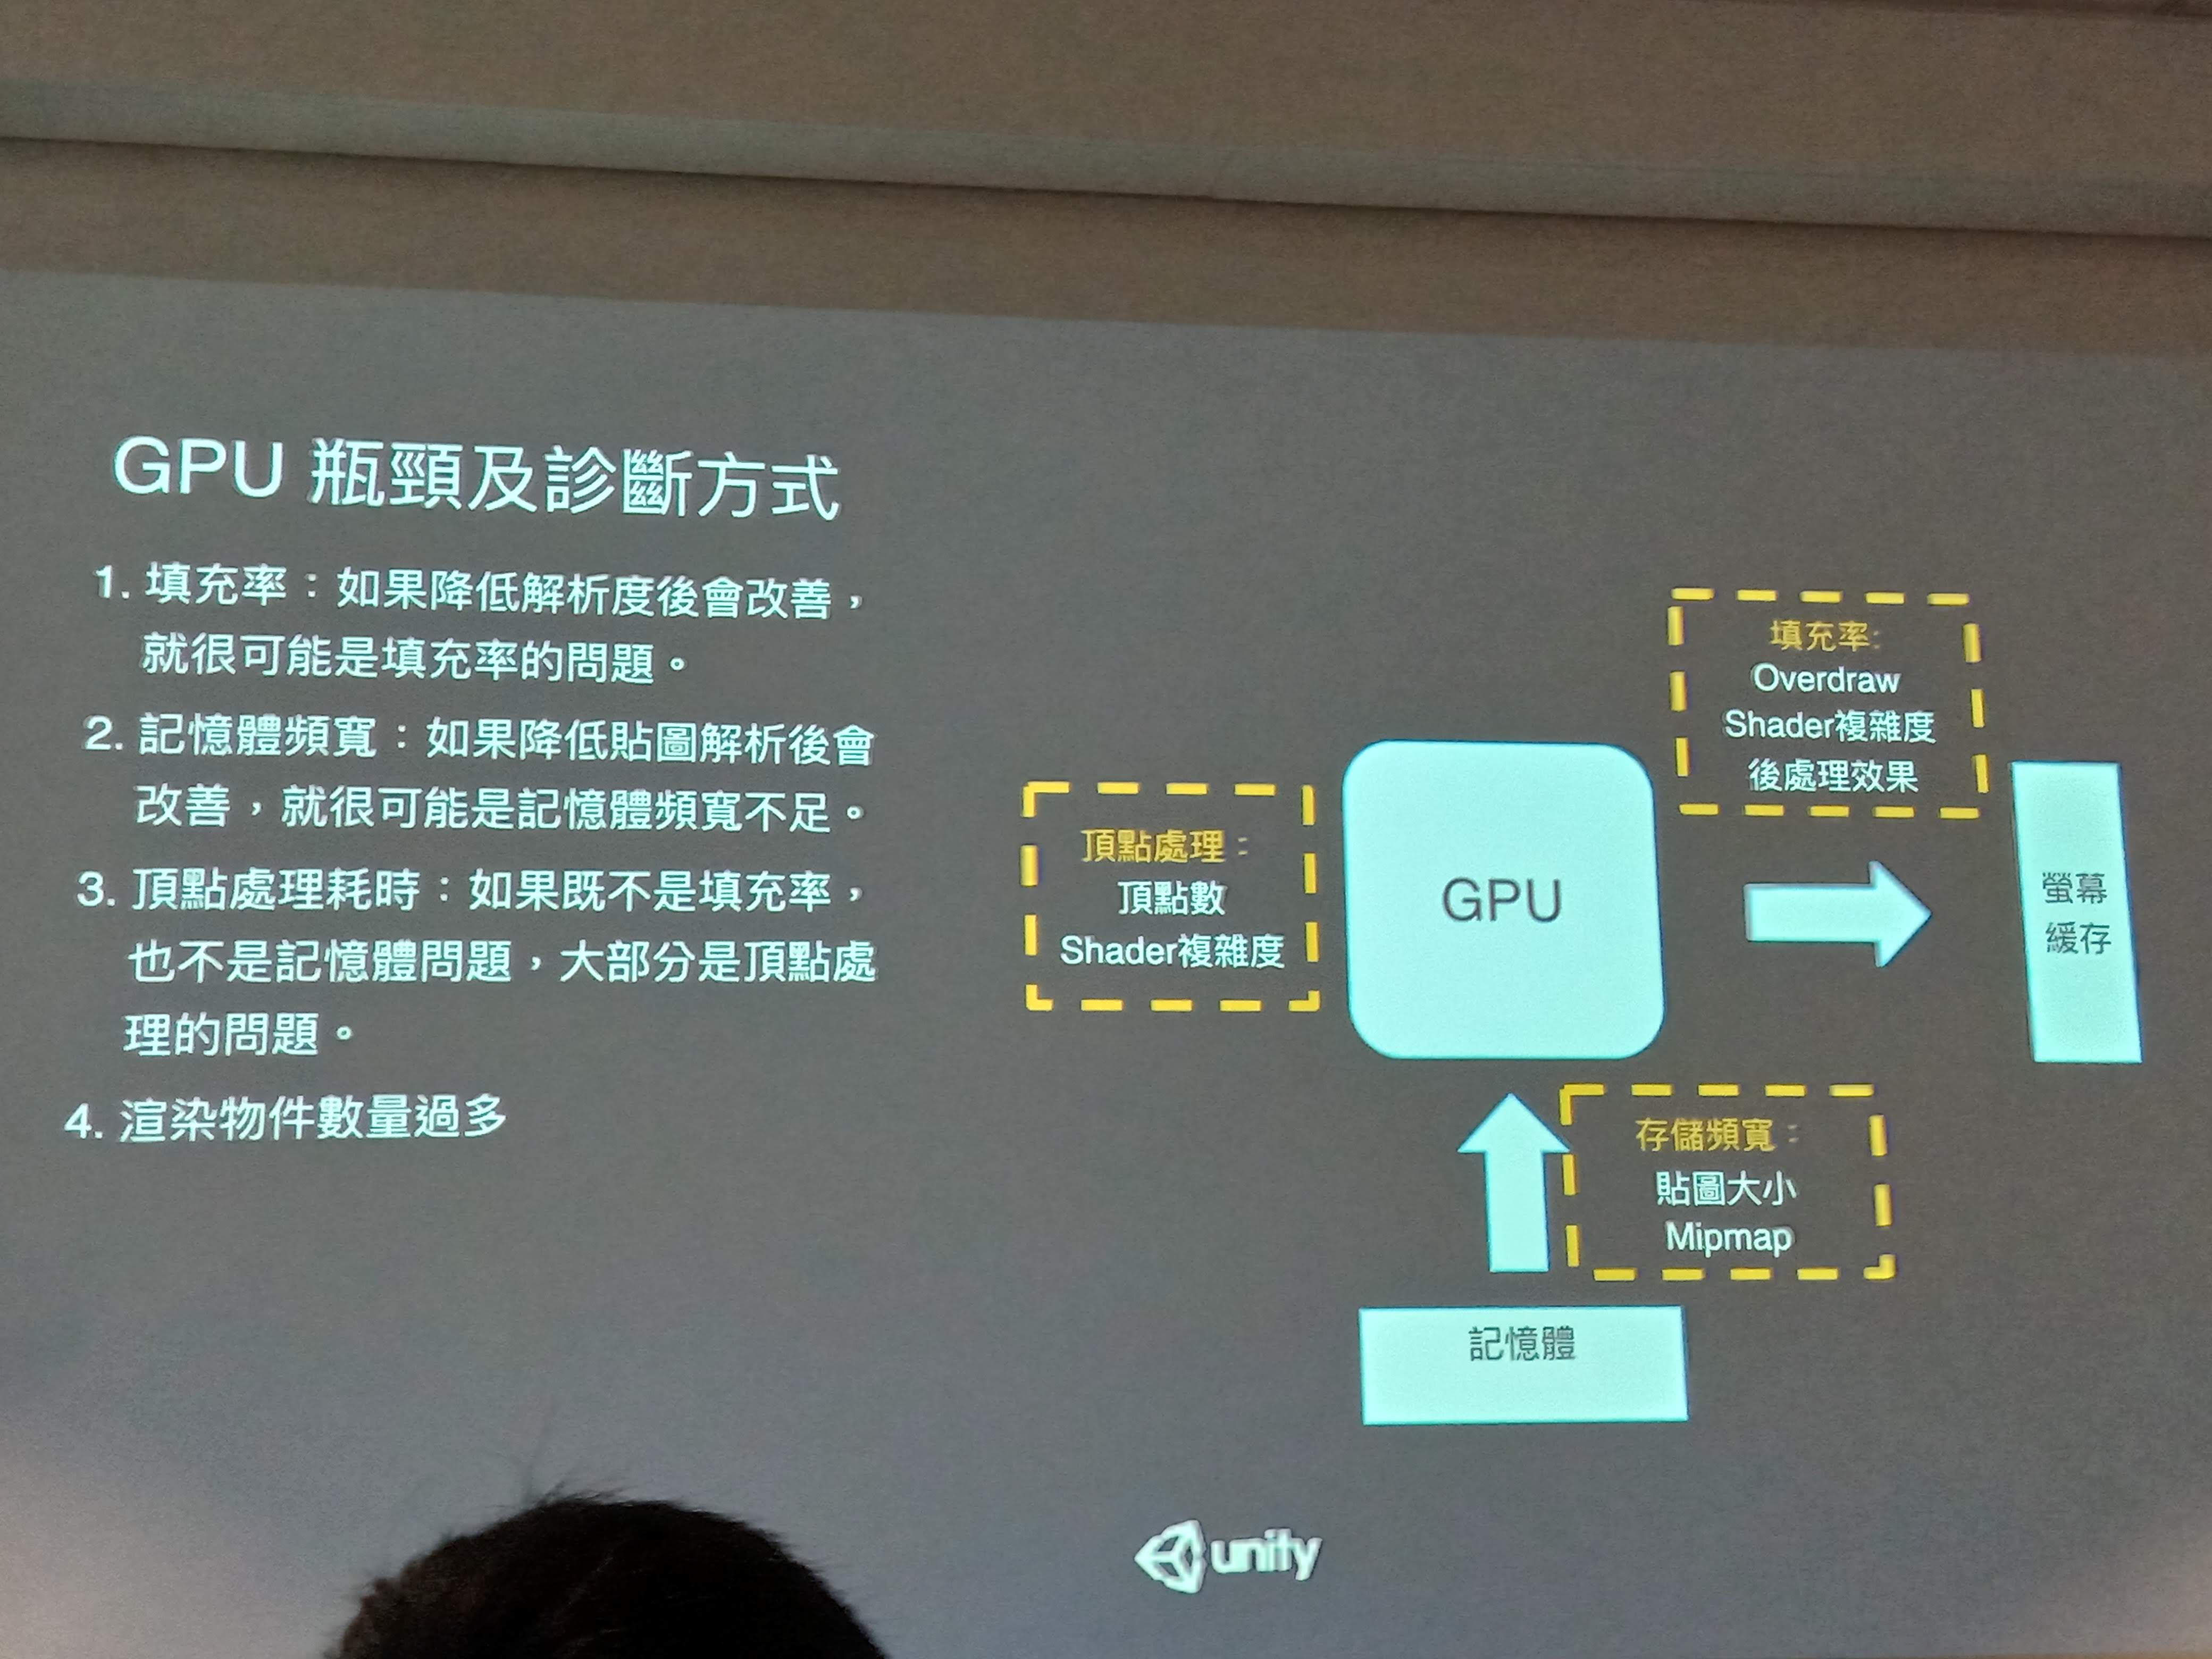 GPU 瓶頸及診斷方式
1. 填充率：如果降低解析度後會改善，
就很可能是填充率的問題。
2. 記憶體頻寬：如果降低貼圖解析後會
改善，就很可能是記憶體頻寬不足。
3. 頂點處理耗時：如果既不是填充率，
也不是記憶體問題，大部分是頂點處
理的問題。
4. 渲染物件數量過多
填充率:
Overdraw
Shader複雜度
後處理效果
頂點處理：
頂點數
Shader複雜度
GPU
螢幕
緩存
存儲頻寬：
貼圖大小
Mipmap
記憶體
unity